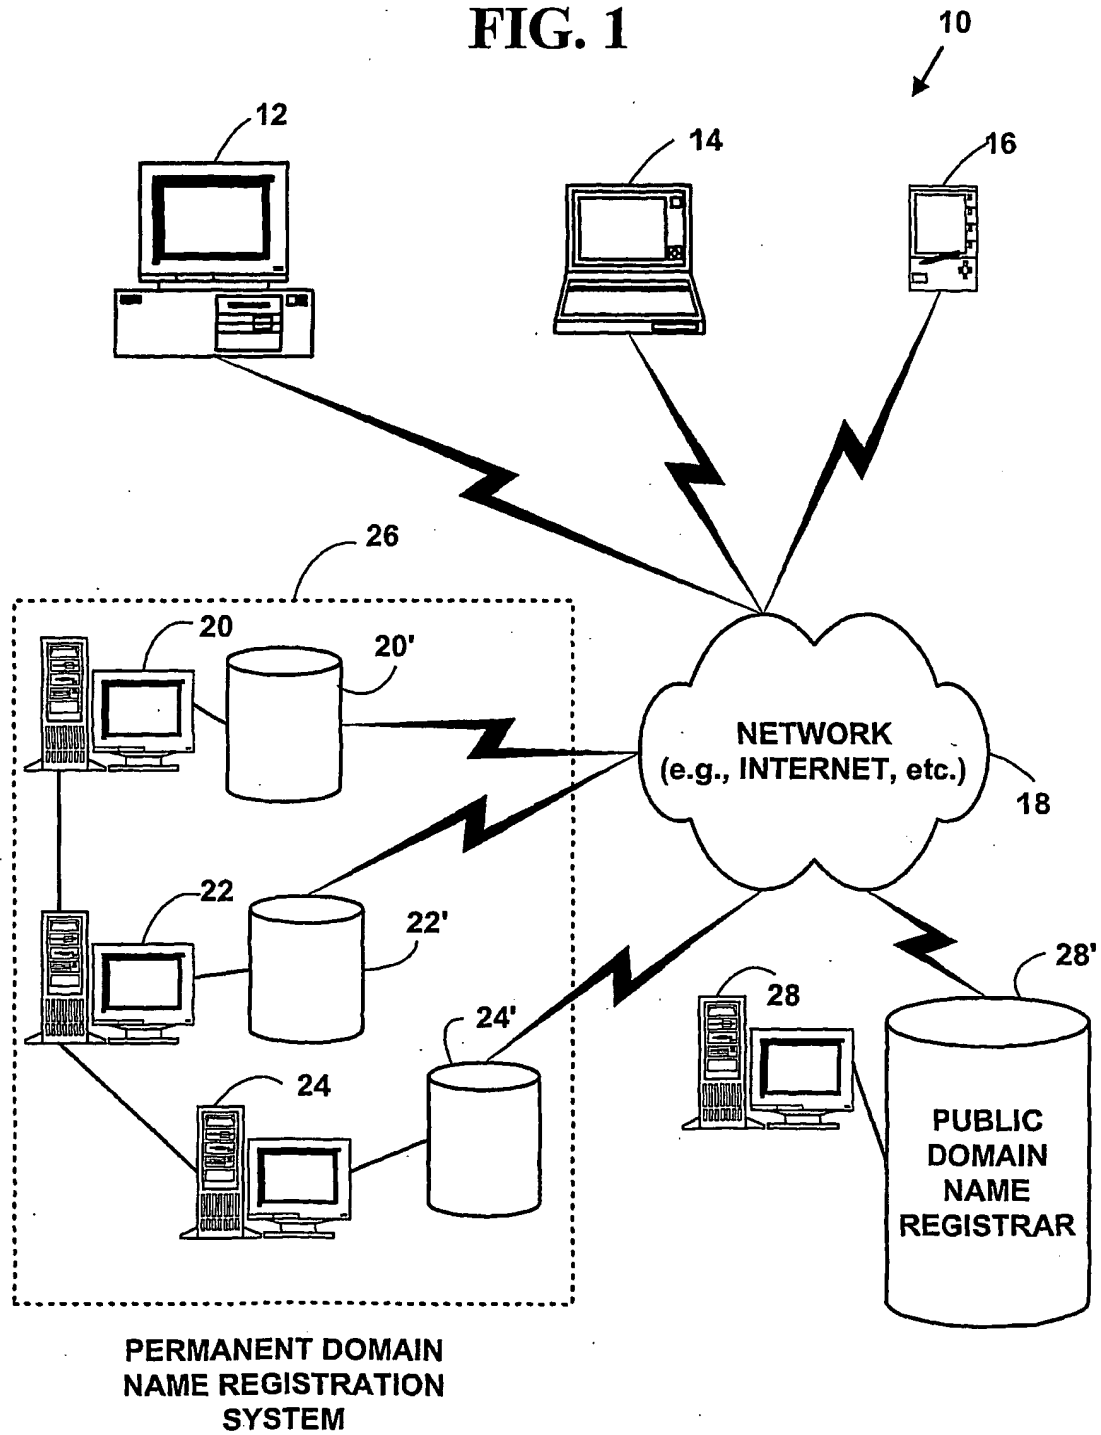 FIG. 1
10
12
14
16
26
20
20'
NETWORK
(e.g., INTERNET, etc.)
18
22
22'
28
28'
24'
24
PUBLIC
DOMAIN
NAME
REGISTRAR
PERMANENT DOMAIN
NAME REGISTRATION
SYSTEM